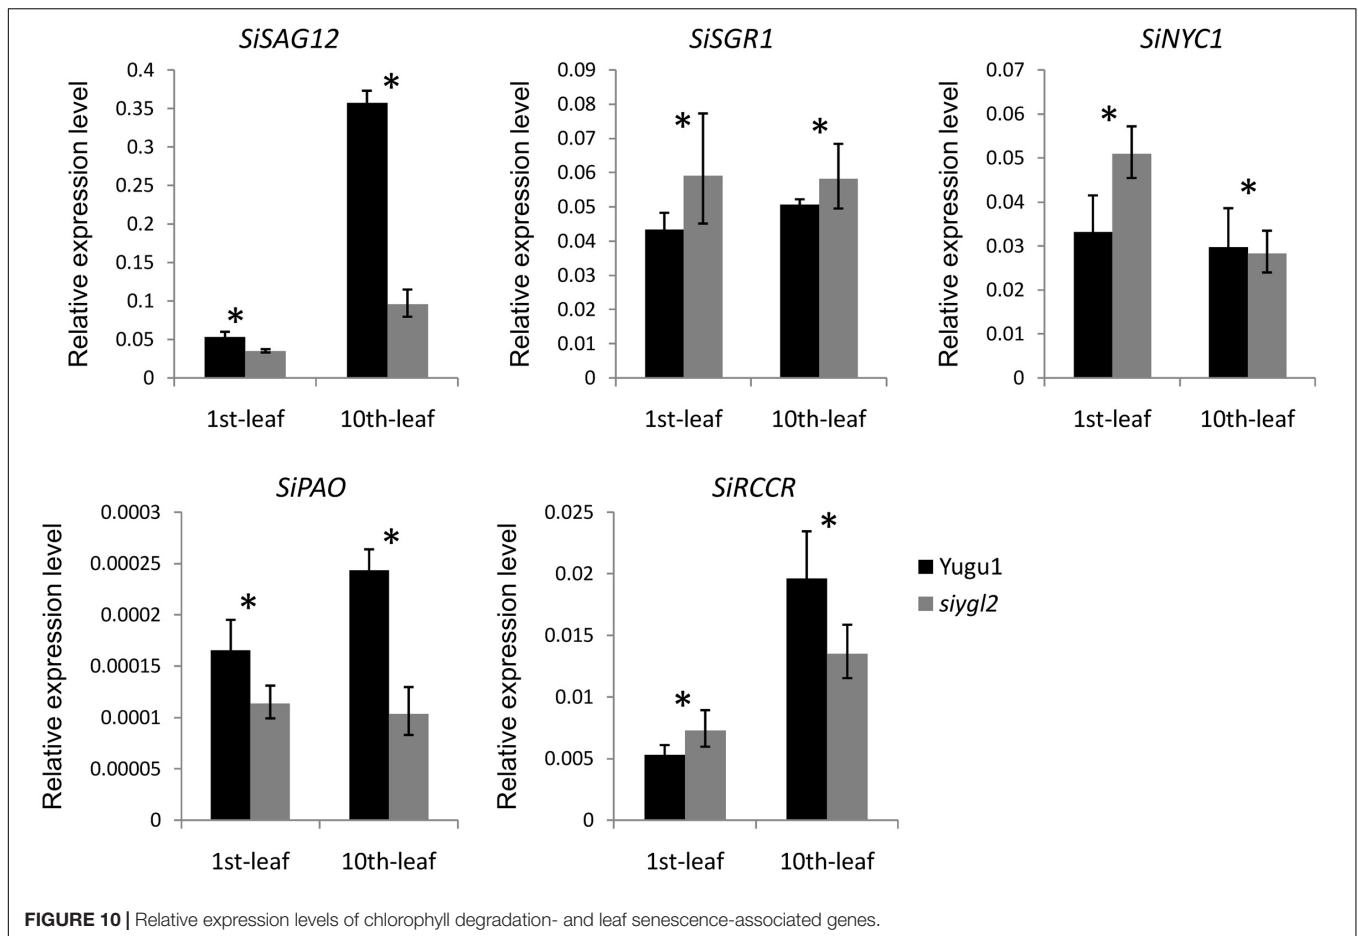 SiSAG12
Relative expression level
0.4
0.35
0.3
0.25
0.2
0.15
0.1
0.05
0
*
*
1st-leaf 10th-leaf
SiSGR1
Relative expression level
0.09
0.08
0.07
0.06
0.05
0.04
0.03
0.02
0.01
0
*
*
1st-leaf 10th-leaf
SiNYC1
Relative expression level
0.07
0.06
0.05
0.04
0.03
0.02
0.01
0
*
*
1st-leaf 10th-leaf
SiPAO
Relative expression level
0.0003
0.00025
0.0002
0.00015
0.0001
0.00005
0
*
*
1st-leaf 10th-leaf
SiRCCR
Relative expression level
0.025
0.02
0.015
0.01
0.005
0
*
*
1st-leaf 10th-leaf
Yugu1
siygl2
FIGURE 10 | Relative expression levels of chlorophyll degradation- and leaf senescence-associated genes.